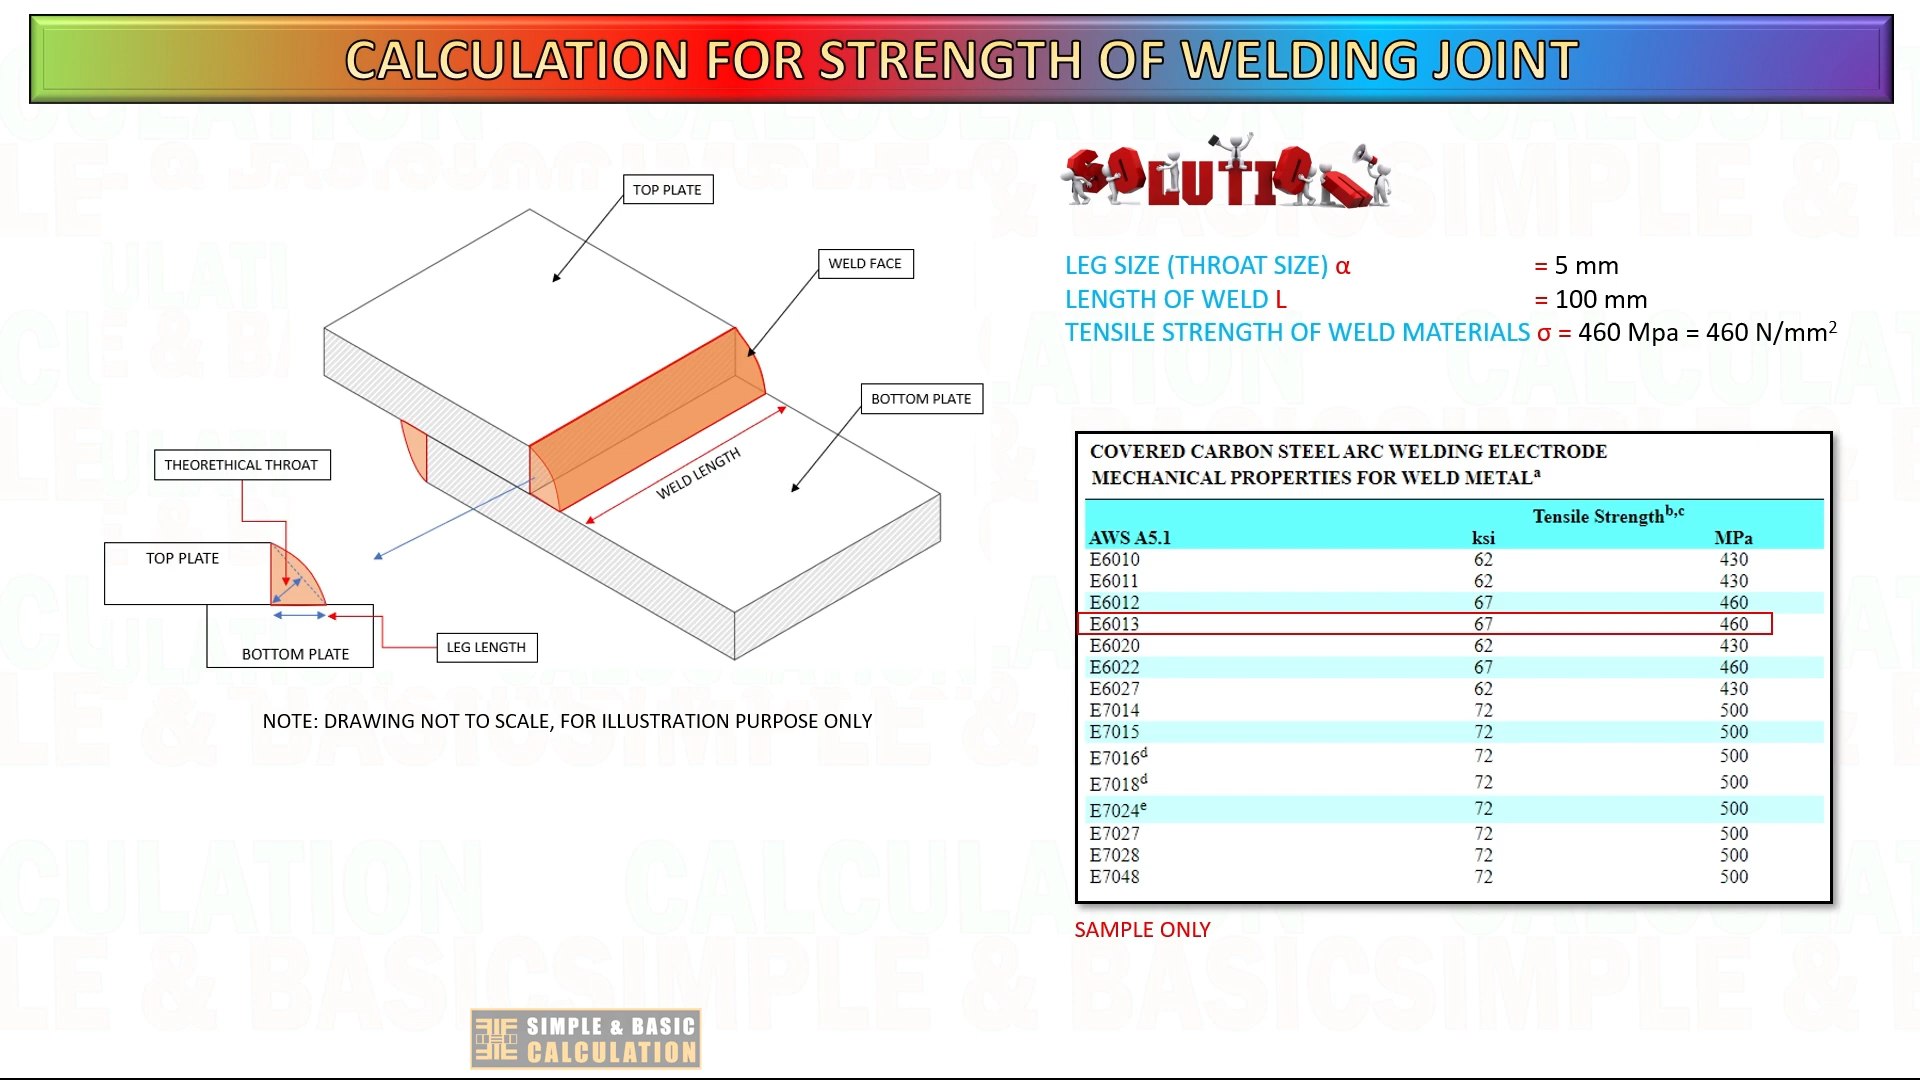 CALCULATION FOR STRENGTH OF WELDING JOINT
SOLUTION
TOP PLATE
WELD FACE
BOTTOM PLATE
WELD LENGTH
THEORETHICAL THROAT
TOP PLATE
BOTTOM PLATE
LEG LENGTH
NOTE: DRAWING NOT TO SCALE, FOR ILLUSTRATION PURPOSE ONLY
LEG SIZE (THROAT SIZE) α = 5 mm
LENGTH OF WELD L = 100 mm
TENSILE STRENGTH OF WELD MATERIALS σ = 460 Mpa = 460 N/mm²
COVERED CARBON STEEL ARC WELDING ELECTRODE
MECHANICAL PROPERTIES FOR WELD METALᵃ
Tensile Strengthᵇ,ᶜ
AWS A5.1 ksi MPa
E6010 62 430
E6011 62 430
E6012 67 460
E6013 67 460
E6020 62 430
E6022 67 460
E6027 62 430
E7014 72 500
E7015 72 500
E7016ᵈ 72 500
E7018ᵈ 72 500
E7024ᵉ 72 500
E7027 72 500
E7028 72 500
E7048 72 500
SAMPLE ONLY
SIMPLE & BASIC
CALCULATION